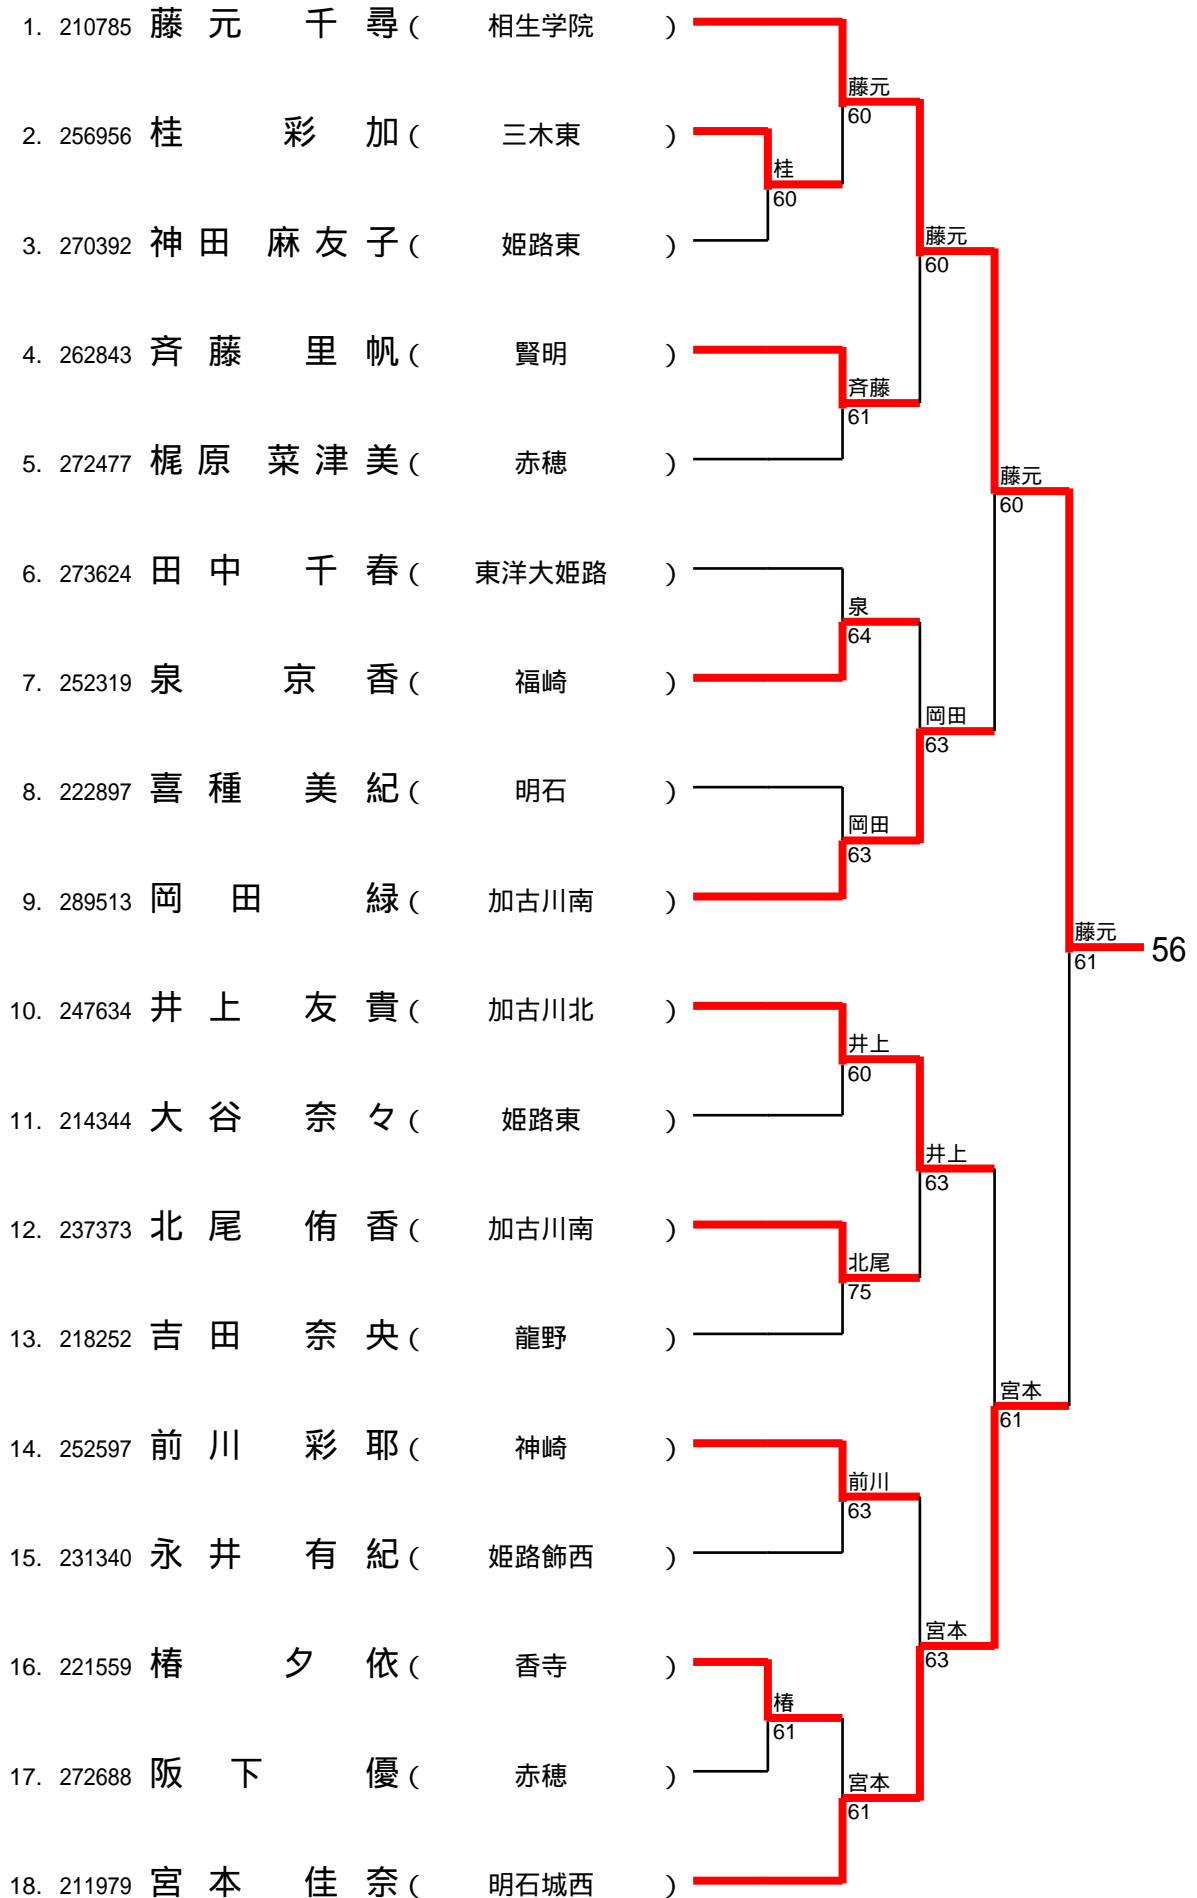 1. 210785 藤元 千尋 ( 相生学院 )
藤元
60
2. 256956 桂 彩加 ( 三木東 )
桂
60
3. 270392 神田 麻友子 ( 姫路東 )
藤元
60
4. 262843 斉藤 里帆 ( 賢明 )
斉藤
61
5. 272477 梶原 菜津美 ( 赤穂 )
藤元
60
6. 273624 田中 千春 ( 東洋大姫路 )
泉
64
7. 252319 泉 京香 ( 福崎 )
岡田
63
8. 222897 喜種 美紀 ( 明石 )
岡田
63
9. 289513 岡田 緑 ( 加古川南 )
藤元
61
56
10. 247634 井上 友貴 ( 加古川北 )
井上
60
11. 214344 大谷 奈々 ( 姫路東 )
井上
63
12. 237373 北尾 侑香 ( 加古川南 )
北尾
75
13. 218252 吉田 奈央 ( 龍野 )
宮本
61
14. 252597 前川 彩耶 ( 神崎 )
前川
63
15. 231340 永井 有紀 ( 姫路飾西 )
宮本
63
16. 221559 椿 夕依 ( 香寺 )
椿
61
17. 272688 阪下 優 ( 赤穂 )
宮本
61
18. 211979 宮本 佳奈 ( 明石城西 )